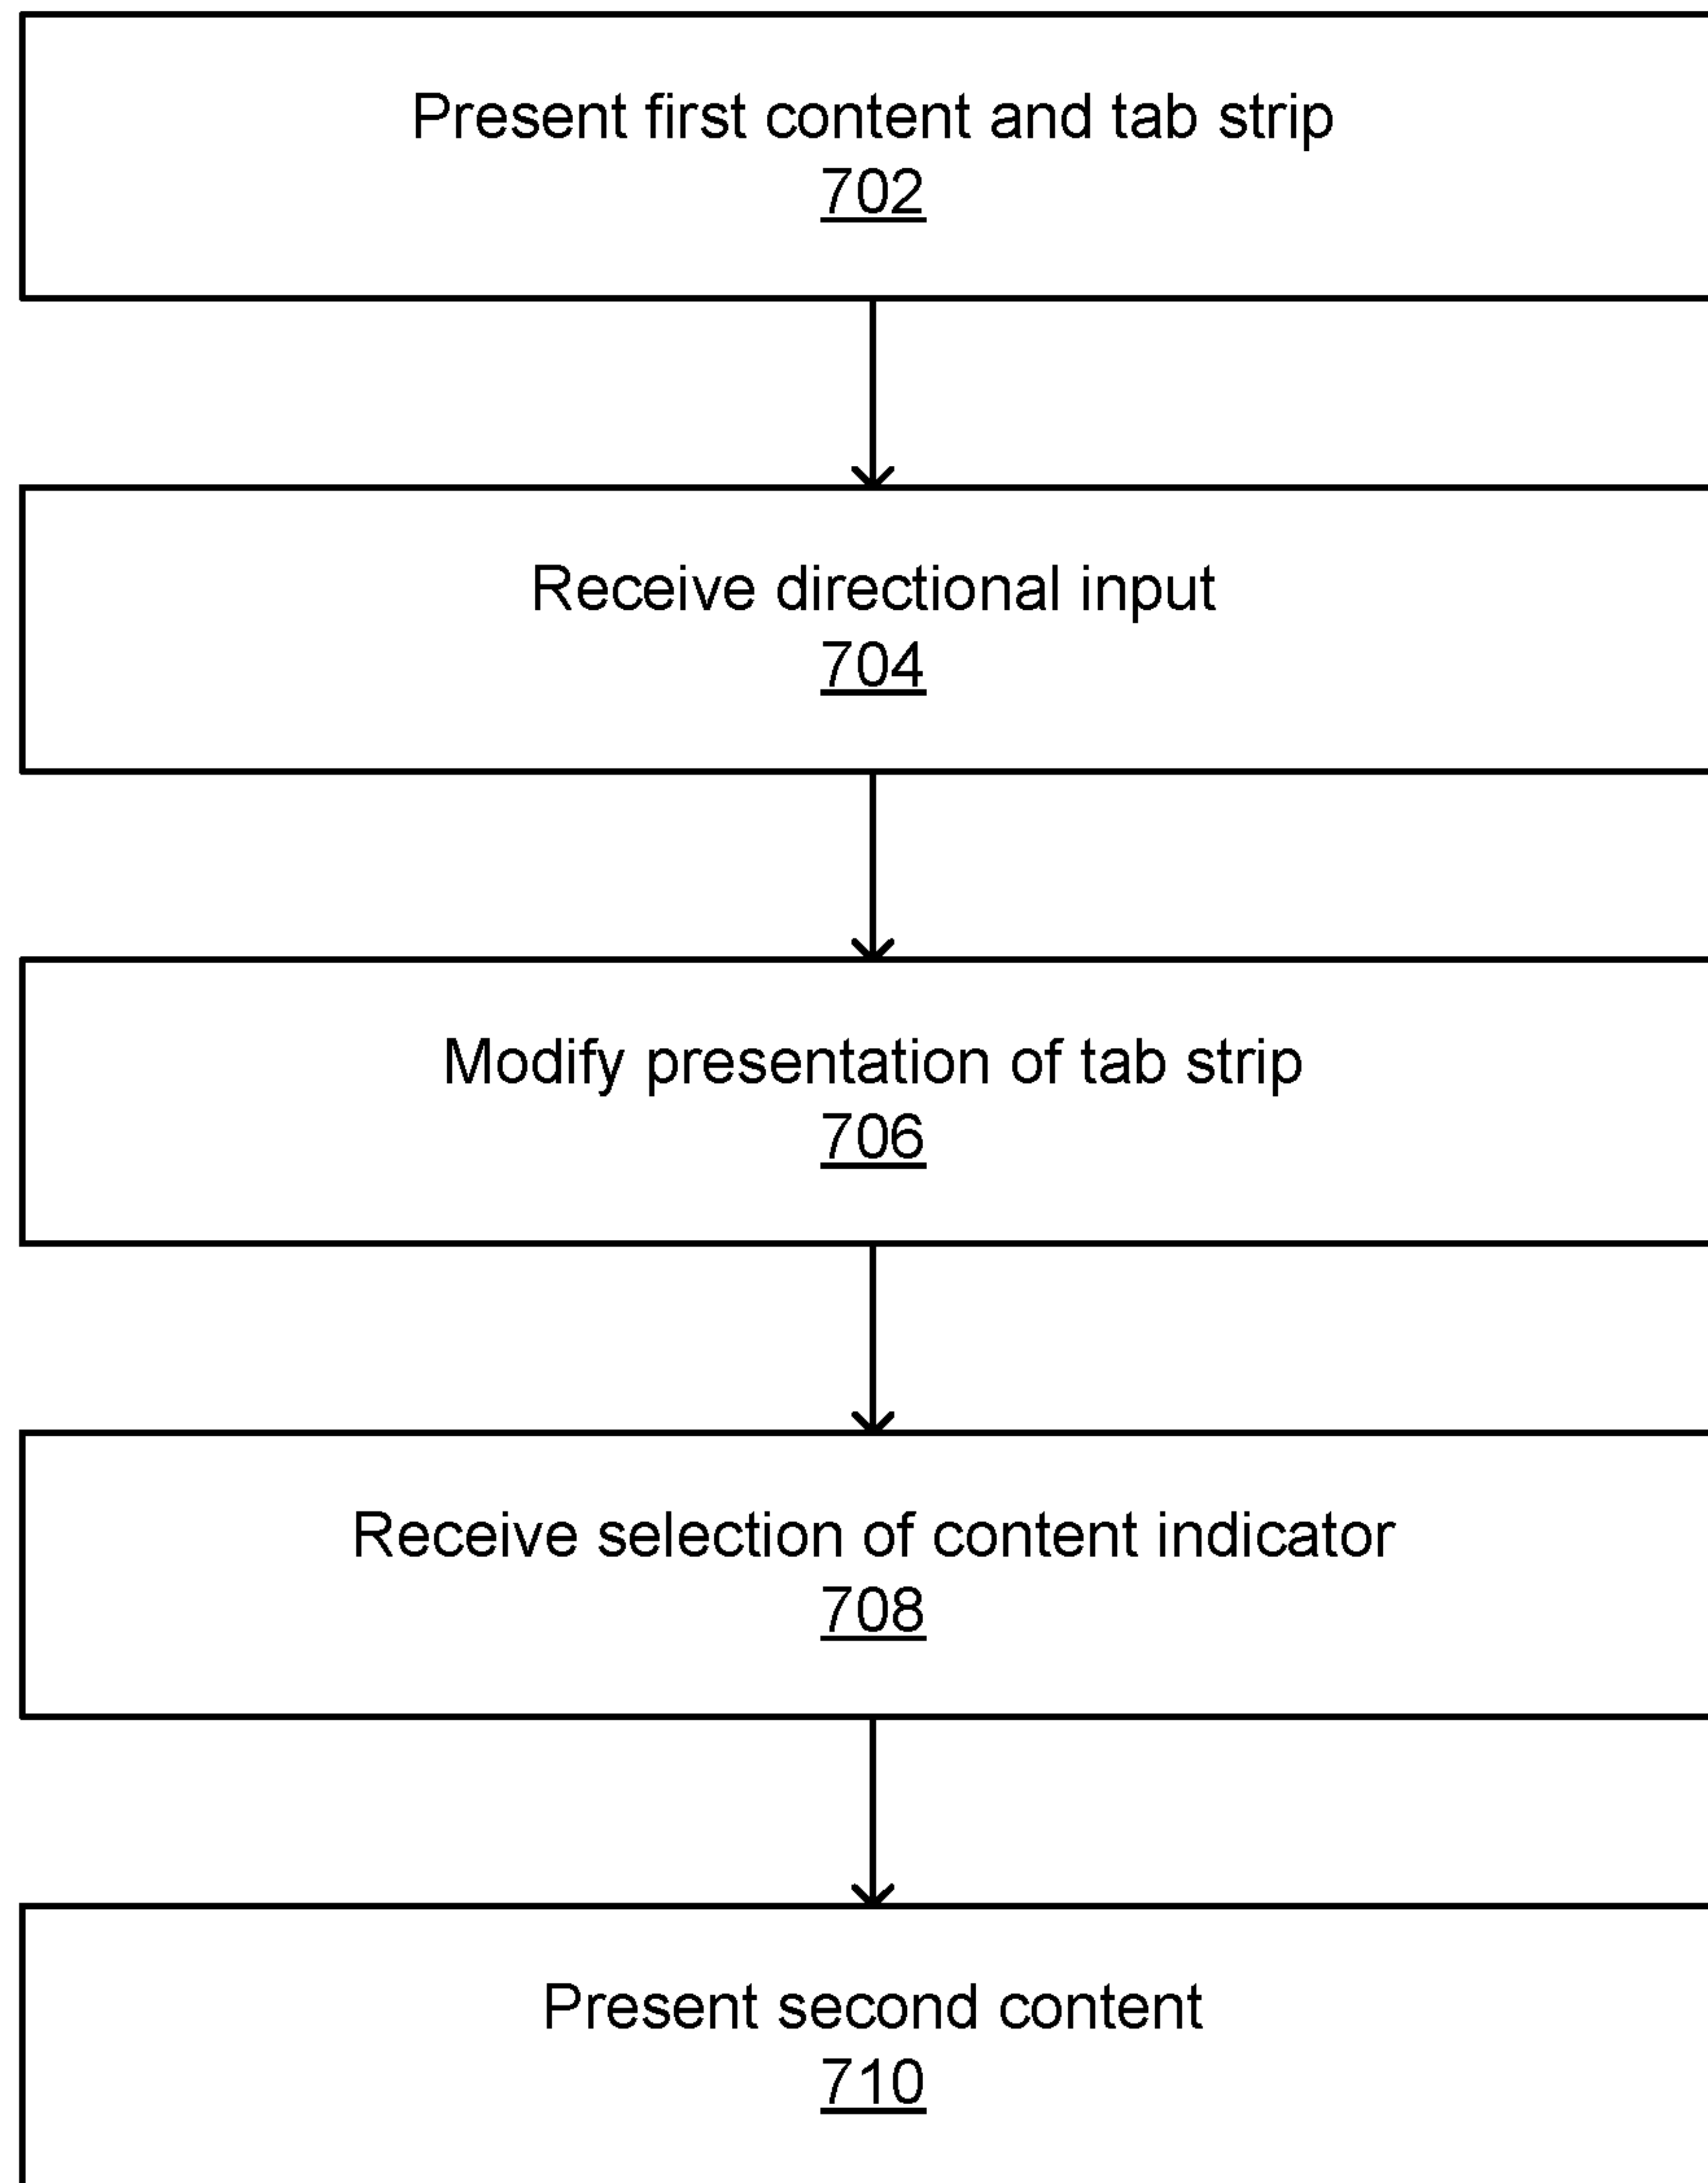 Present first content and tab strip
702
Receive directional input
704
Modify presentation of tab strip
706
Receive selection of content indicator
708
Present second content
710